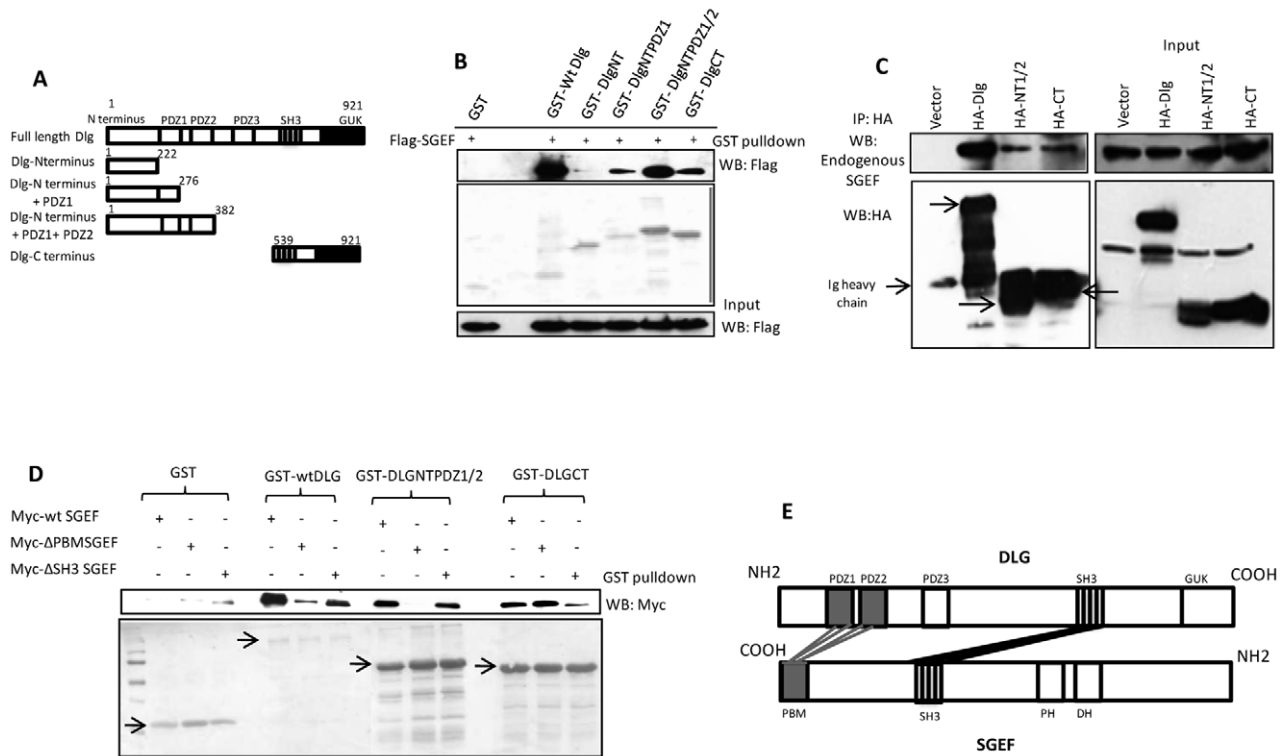 A
1
921
N terminus
PDZ1 PDZ2
PDZ3
SH3
GUK
Full length Dlg
1
222
Dlg-Nterminus
1
276
Dlg-N terminus
+ PDZ1
1
382
Dlg-N terminus
+ PDZ1+ PDZ2
539
921
Dlg-C terminus
B
GST
GST-Wt Dlg
GST- DlgNT
GST- DlgNTPDZ1
GST- DlgNTPDZ1/2
GST- DlgCT
Flag-SGEF
+ + + + + +
GST pulldown
WB: Flag
Input
WB: Flag
C
Input
Vector
HA-Dlg
HA-NT1/2
HA-CT
Vector
HA-Dlg
HA-NT1/2
HA-CT
IP: HA
WB:
Endogenous
SGEF
WB:HA
Ig heavy
chain
D
GST
GST-wtDLG
GST-DLGNTPDZ1/2
GST-DLGCT
Myc-wt SGEF + - - + - - + - - + - -
Myc-ΔPBMSGEF - + - - + - - + - - + -
Myc-ΔSH3 SGEF - - + - - + - - + - - +
GST pulldown
WB: Myc
E
DLG
NH2
PDZ1
PDZ2
PDZ3
SH3
GUK
COOH
COOH
NH2
PBM
SH3
PH
DH
SGEF